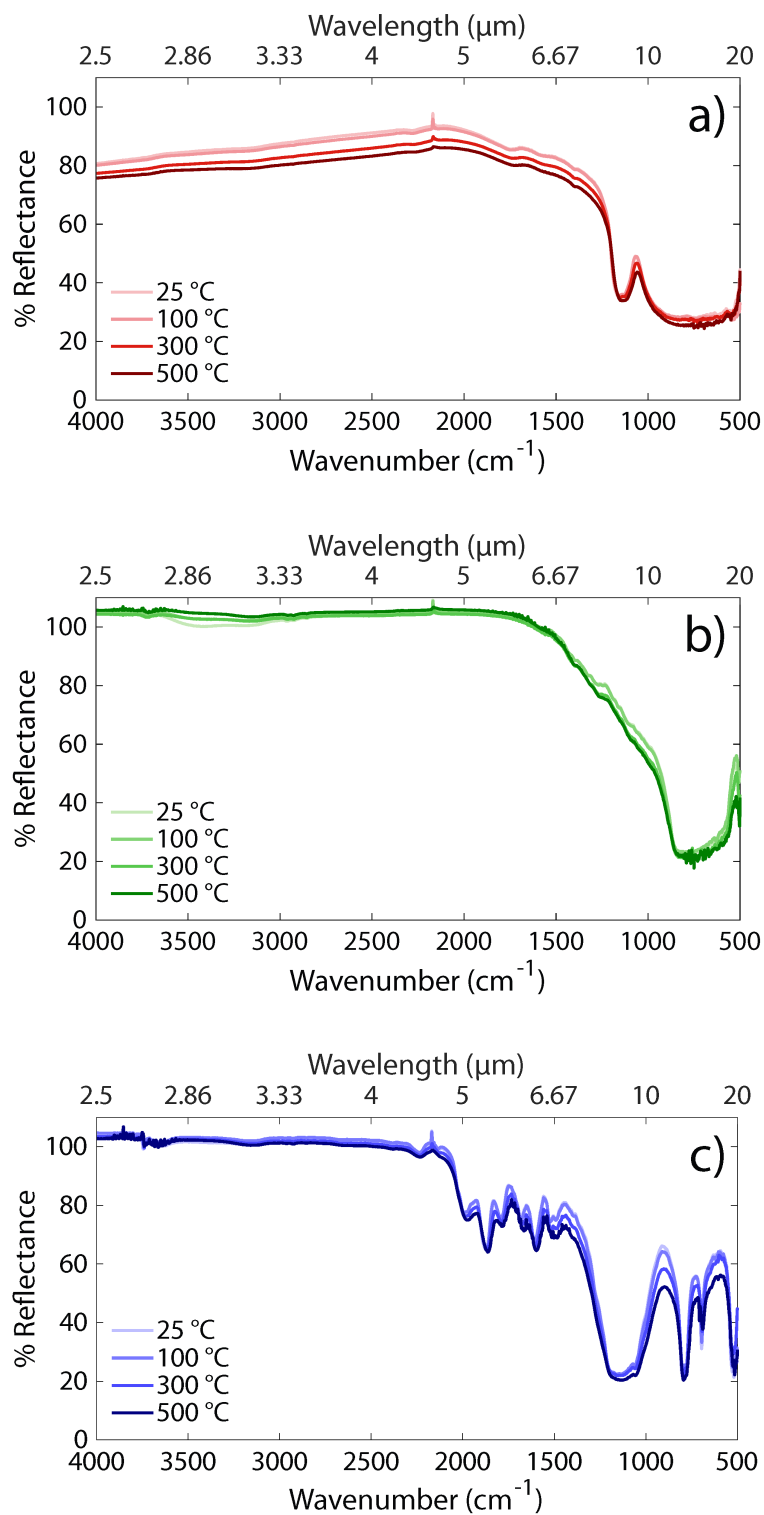 Wavelength (μm)
2.5 2.86 3.33 4 5 6.67 10 20
a)
% Reflectance
100
80
60
40
20
0
25 °C
100 °C
300 °C
500 °C
4000 3500 3000 2500 2000 1500 1000 500
Wavenumber (cm⁻¹)
Wavelength (μm)
2.5 2.86 3.33 4 5 6.67 10 20
b)
% Reflectance
100
80
60
40
20
0
25 °C
100 °C
300 °C
500 °C
4000 3500 3000 2500 2000 1500 1000 500
Wavenumber (cm⁻¹)
Wavelength (μm)
2.5 2.86 3.33 4 5 6.67 10 20
c)
% Reflectance
100
80
60
40
20
0
25 °C
100 °C
300 °C
500 °C
4000 3500 3000 2500 2000 1500 1000 500
Wavenumber (cm⁻¹)